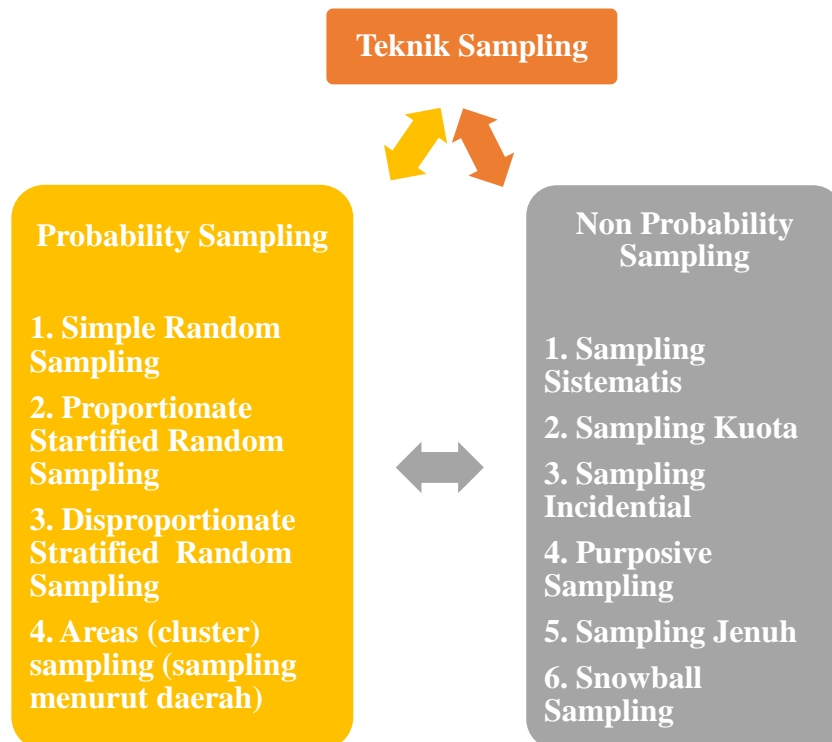 Teknik Sampling
Probability Sampling
1. Simple Random
Sampling
2. Proportionate
Startified Random
Sampling
3. Disproportionate
Stratified  Random
Sampling
4. Areas (cluster)
sampling (sampling
menurut daerah)
Non Probability
Sampling
1. Sampling
Sistematis
2. Sampling Kuota
3. Sampling
Incidential
4. Purposive
Sampling
5. Sampling Jenuh
6. Snowball
Sampling